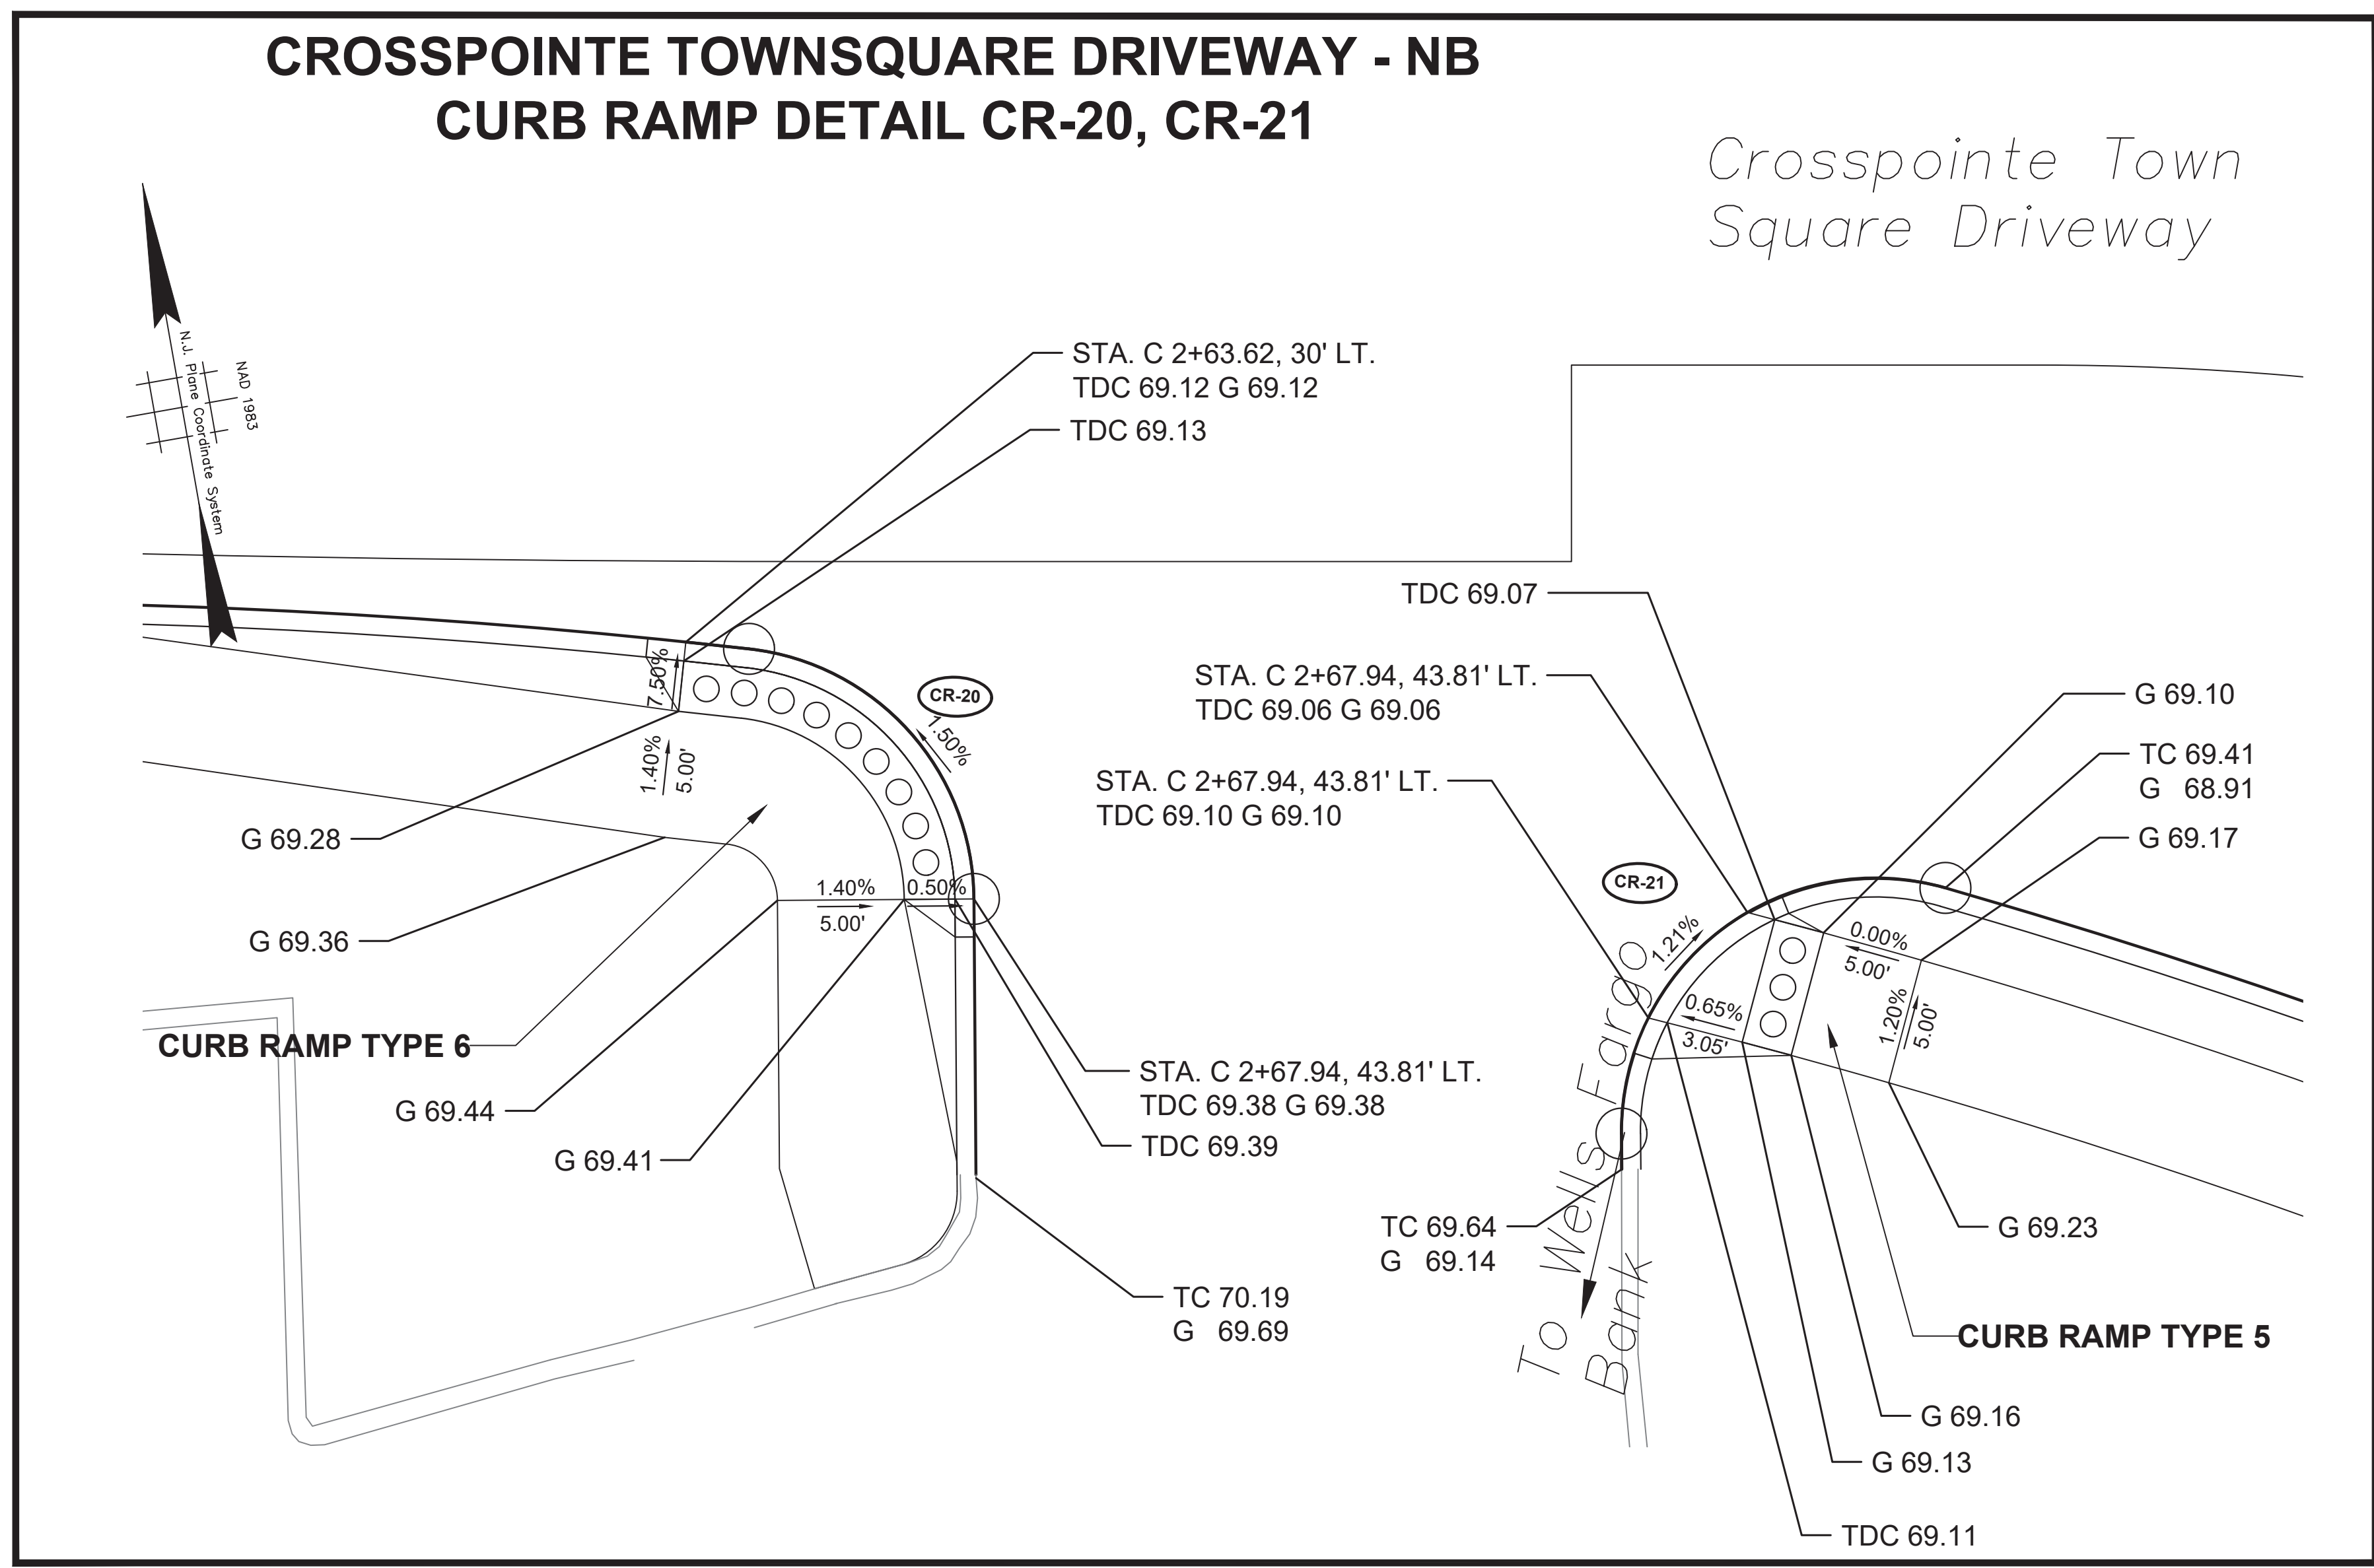 CROSSPOINTE TOWNSQUARE DRIVEWAY - NB
CURB RAMP DETAIL CR-20, CR-21
Crosspointe Town
Square Driveway
N.J. Plane Coordinate System
NAD 1983
STA. C 2+63.62, 30' LT.
TDC 69.12 G 69.12
TDC 69.13
CR-20
1.50%
7.50%
1.40%
5.00'
G 69.28
G 69.36
1.40%
5.00'
0.50%
CURB RAMP TYPE 6
G 69.44
G 69.41
STA. C 2+67.94, 43.81' LT.
TDC 69.38 G 69.38
TDC 69.39
TC 70.19
G 69.69
TDC 69.07
STA. C 2+67.94, 43.81' LT.
TDC 69.06 G 69.06
STA. C 2+67.94, 43.81' LT.
TDC 69.10 G 69.10
G 69.10
TC 69.41
G 68.91
G 69.17
CR-21
1.21%
0.00%
5.00'
0.65%
3.05'
1.20%
5.00'
To Wells Fargo
Bank
TC 69.64
G 69.14
G 69.23
CURB RAMP TYPE 5
G 69.16
G 69.13
TDC 69.11